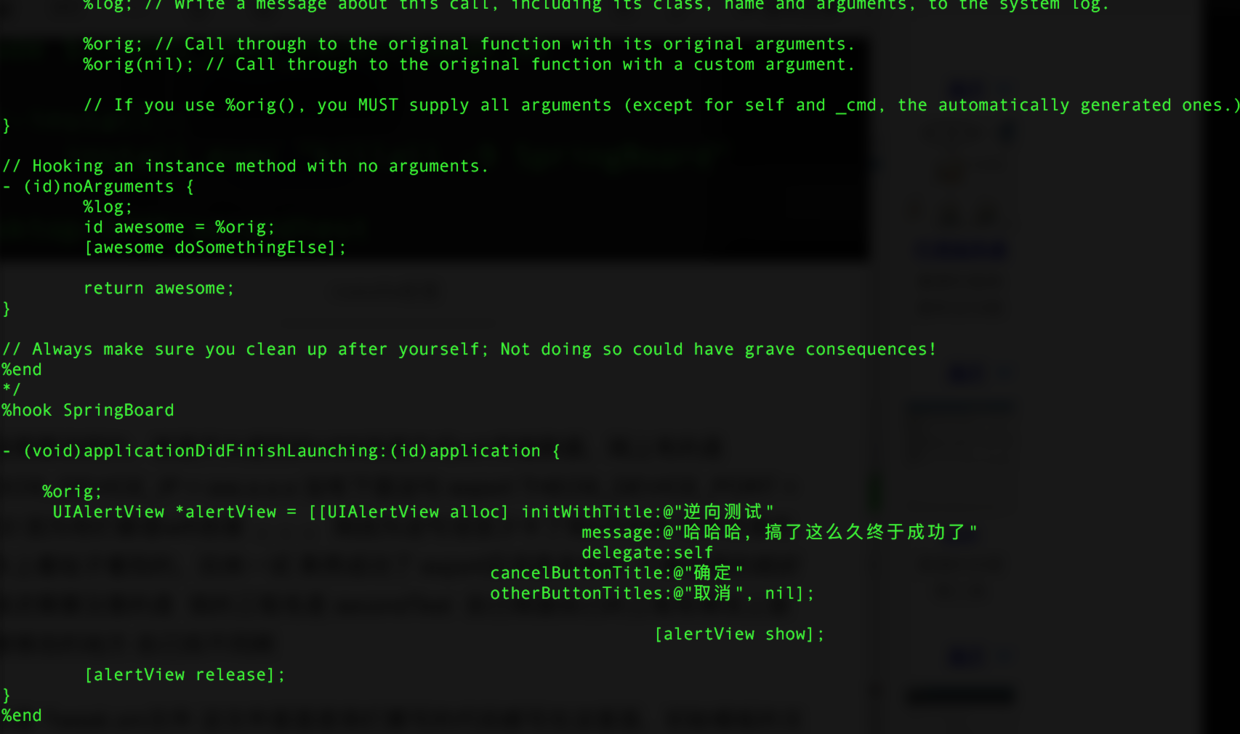 %log; // Write a message about this call, including its class, name and arguments, to the system log.
%orig; // Call through to the original function with its original arguments.
%orig(nil); // Call through to the original function with a custom argument.
// If you use %orig(), you MUST supply all arguments (except for self and _cmd, the automatically generated ones.)
}
// Hooking an instance method with no arguments.
- (id)noArguments {
%log;
id awesome = %orig;
[awesome doSomethingElse];
return awesome;
}
// Always make sure you clean up after yourself; Not doing so could have grave consequences!
%end
*/
%hook SpringBoard
- (void)applicationDidFinishLaunching:(id)application {
%orig;
UIAlertView *alertView = [[UIAlertView alloc] initWithTitle:@"逆向测试"
message:@"哈哈哈, 搞了这么久终于成功了"
delegate:self
cancelButtonTitle:@"确定"
otherButtonTitles:@"取消", nil];
[alertView show];
[alertView release];
}
%end